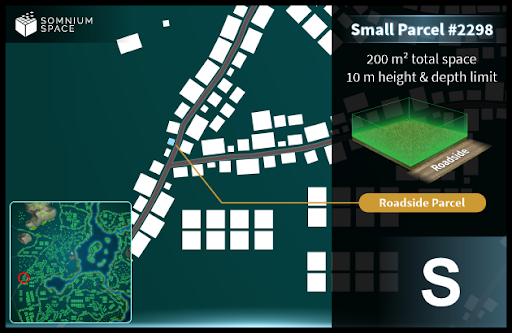 SOMNIUM
SPACE
Small Parcel #2298
200 m² total space
10 m height & depth limit
Roadside
Roadside Parcel
S